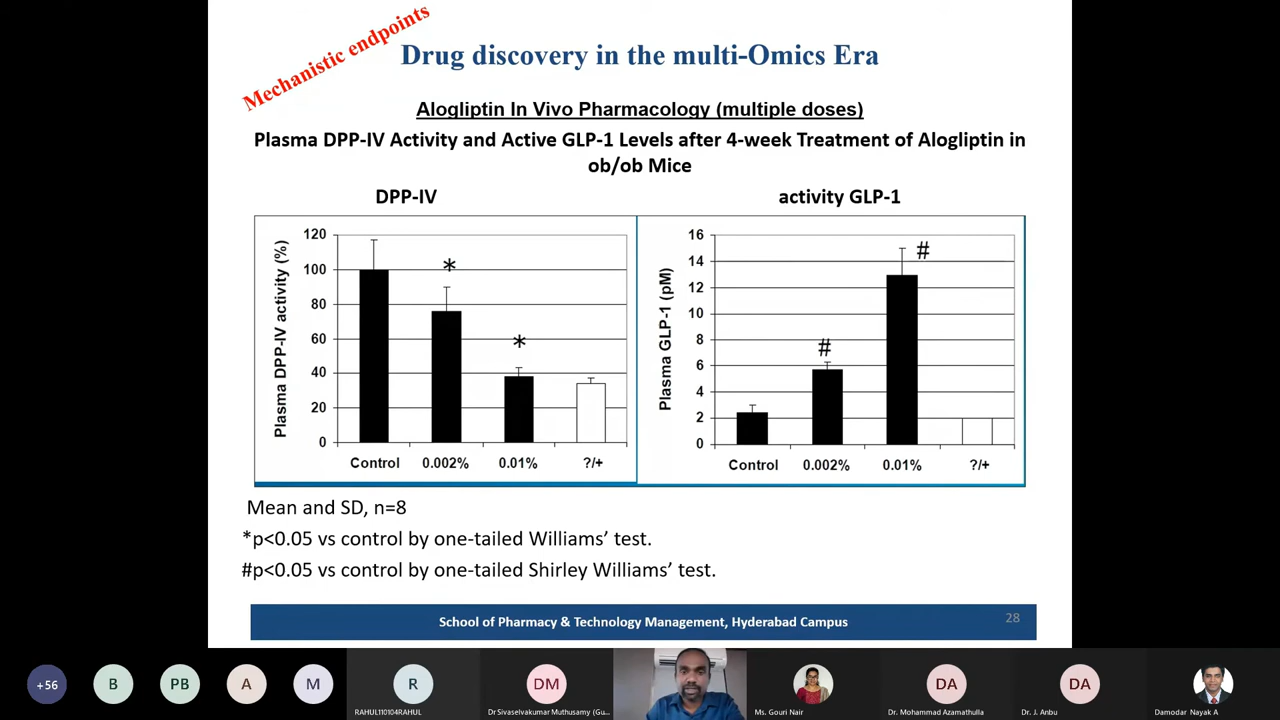 Mechanistic endpoints
Drug discovery in the multi-Omics Era
Alogliptin In Vivo Pharmacology (multiple doses)
Plasma DPP-IV Activity and Active GLP-1 Levels after 4-week Treatment of Alogliptin in
ob/ob Mice
DPP-IV
activity GLP-1
Plasma DPP-IV activity (%)
120
100
80
60
40
20
0
*
*
Control 0.002% 0.01% ?/+
Plasma GLP-1 (pM)
16
14
12
10
8
6
4
2
0
#
#
Control 0.002% 0.01% ?/+
Mean and SD, n=8
*p<0.05 vs control by one-tailed Williams’ test.
#p<0.05 vs control by one-tailed Shirley Williams’ test.
School of Pharmacy & Technology Management, Hyderabad Campus
28
+56 B PB A M R DM DA DA
RAHUL110104RAHUL Dr Sivaselvakumar Muthusamy (Gu... Ms. Gouri Nair Dr. Mohammad Azamathulla Dr. J. Anbu Damodar Nayak A